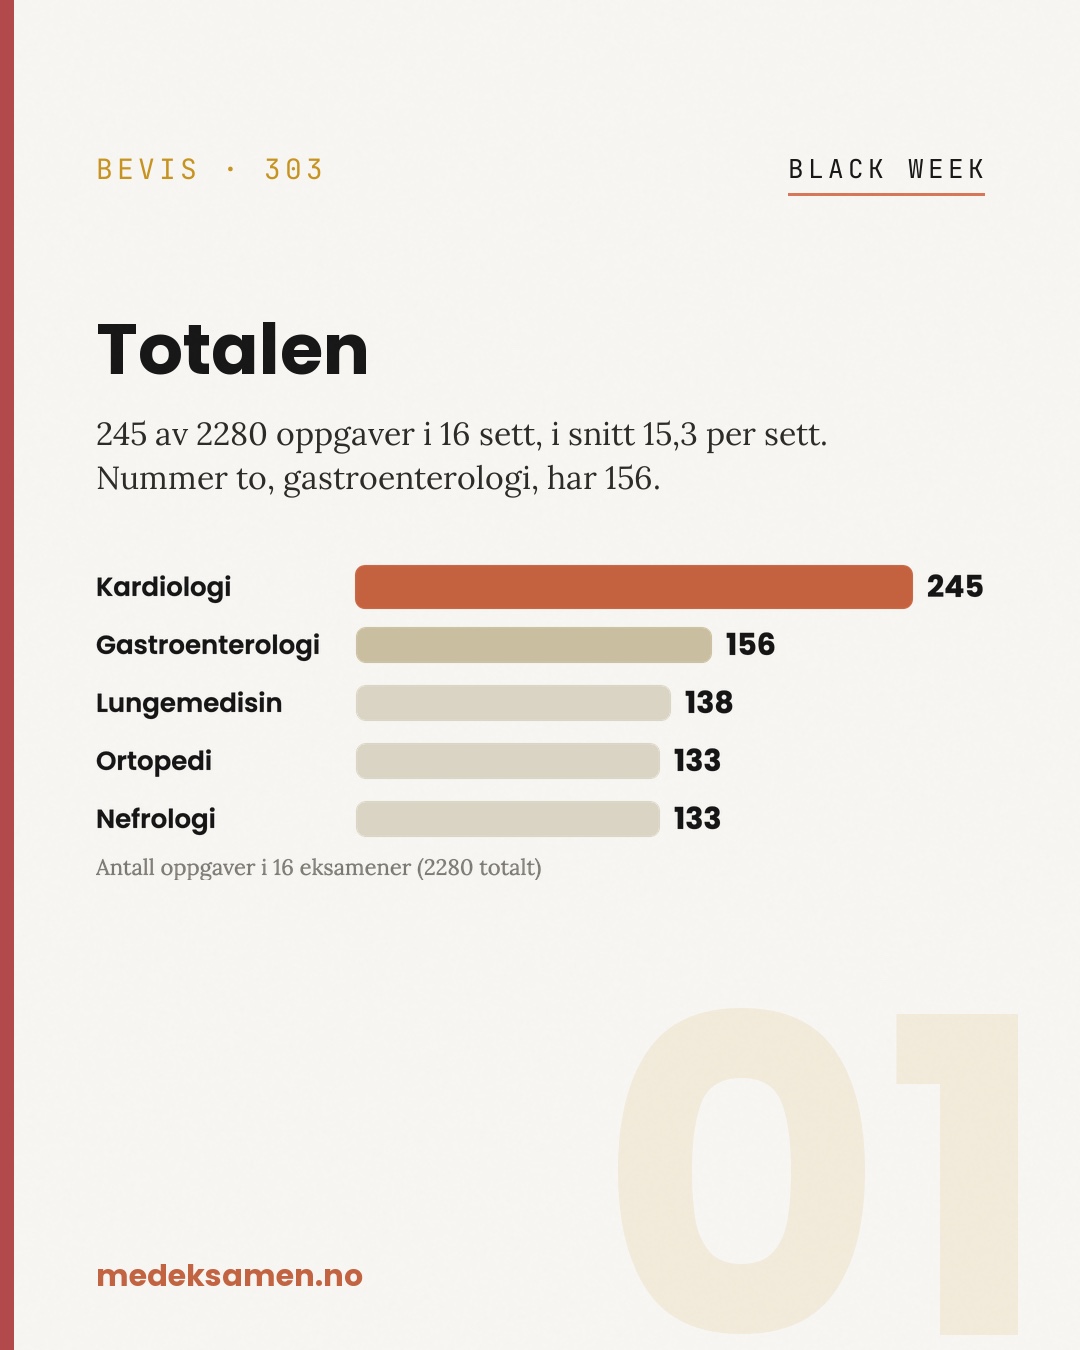 BEVIS · 303
BLACK WEEK
Totalen
245 av 2280 oppgaver i 16 sett, i snitt 15,3 per sett.
Nummer to, gastroenterologi, har 156.
Kardiologi 245
Gastroenterologi 156
Lungemedisin 138
Ortopedi 133
Nefrologi 133
Antall oppgaver i 16 eksamener (2280 totalt)
01
medeksamen.no